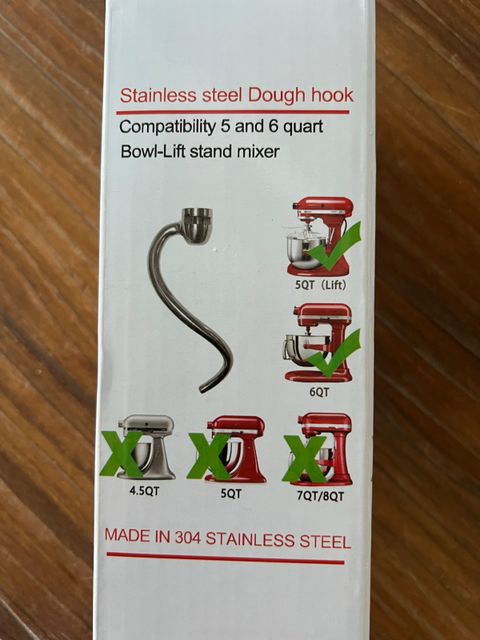 Stainless steel Dough hook
Compatibility 5 and 6 quart
Bowl-Lift stand mixer
5QT (Lift)
6QT
4.5QT
5QT
7QT/8QT
MADE IN 304 STAINLESS STEEL